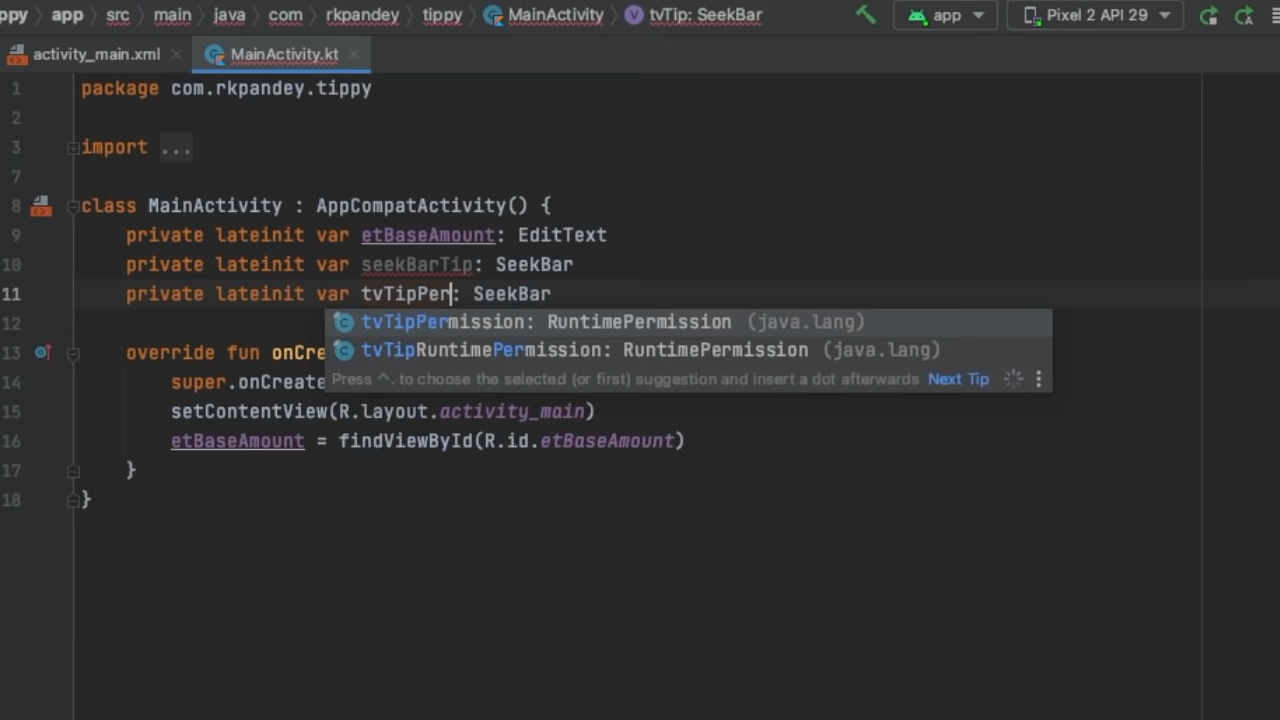 ppy app src main java com rkpandey tippy MainActivity tvTip: SeekBar app Pixel 2 API 29
activity_main.xml MainActivity.kt
1 package com.rkpandey.tippy
2
3 import ...
7
8 class MainActivity : AppCompatActivity() {
9 private lateinit var etBaseAmount: EditText
10 private lateinit var seekBarTip: SeekBar
11 private lateinit var tvTipPer: SeekBar
12 tvTipPermission: RuntimePermission (java.lang)
13 override fun onCre tvTipRuntimePermission: RuntimePermission (java.lang)
14 super.onCreate Press ^. to choose the selected (or first) suggestion and insert a dot afterwards Next Tip
15 setContentView(R.layout.activity_main)
16 etBaseAmount = findViewById(R.id.etBaseAmount)
17 }
18 }